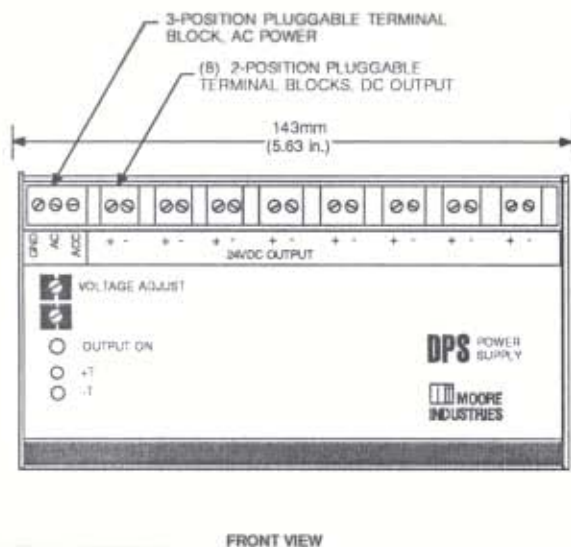 3-POSITION PLUGGABLE TERMINAL
BLOCK, AC POWER
(8) 2-POSITION PLUGGABLE
TERMINAL BLOCKS, DC OUTPUT
143mm
(5.63 in.)
GND AC ACC
+ - + - + - + - + - + - + - + -
24VDC OUTPUT
VOLTAGE ADJUST
OUTPUT ON
+T
-T
DPS POWER
SUPPLY
MOORE
INDUSTRIES
FRONT VIEW